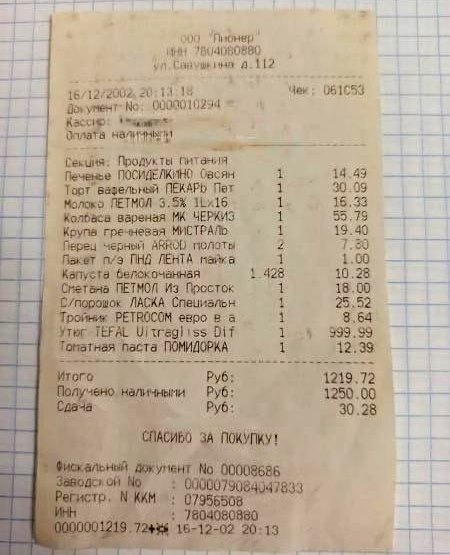 ООО "Пионер"
ИНН 7804080880
ул.Савушкина д.112
16/12/2002 20:13:18 Чек: 061C53
Документ No: 0000010294
Кассир:
Оплата наличными
Секция: Продукты питания
Печенье ПОСИДЕЛКИНО Овсян 1 14.49
Торт вафельный ПЕКАРЬ Пет 1 30.09
Молоко ПЕТМОЛ 3.5% 1Lx16 1 16.33
Колбаса вареная МК ЧЕРКИЗ 1 55.79
Крупа гречневая МИСТРАЛЬ 1 19.40
Перец черный ARROD молоты 2 7.80
Пакет п/э ПНД ЛЕНТА майка 1 1.00
Капуста белокочанная 1.428 10.28
Сметана ПЕТМОЛ Из Просток 1 18.00
С/порошок ЛАСКА Специальн 1 25.52
Тройник PETROCOM евро в а 1 8.64
Утюг TEFAL Ultragliss Dif 1 999.99
Томатная паста ПОМИДОРКА 1 12.39
Итого Руб: 1219.72
Получено наличными Руб: 1250.00
Сдача Руб: 30.28
СПАСИБО ЗА ПОКУПКУ!
Фискальный документ No 00008686
Заводской No : 0000079084047833
Регистр. N ККМ : 07956508
ИНН : 7804080880
0000001219.72 16-12-02 20:13